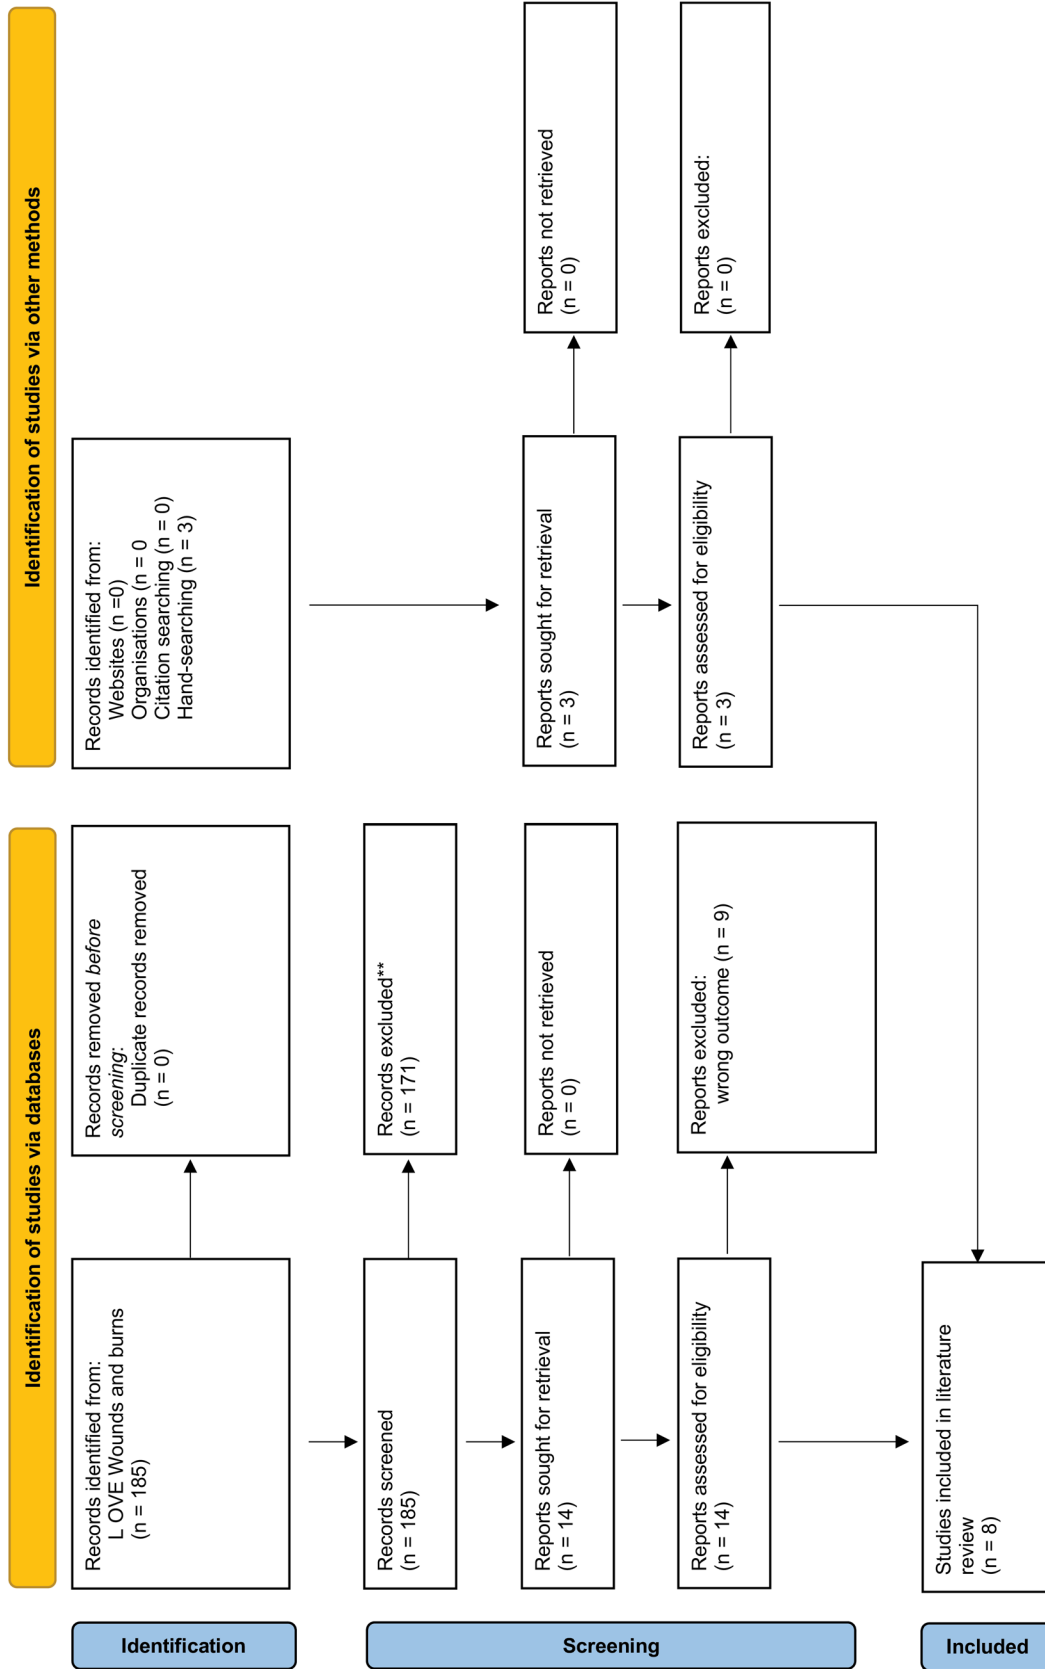 Identification of studies via databases
Identification of studies via other methods
Identification
Records identified from:
L OVE Wounds and burns
(n = 185)
Records removed before
screening:
Duplicate records removed
(n = 0)
Records identified from:
Websites (n =0)
Organisations (n = 0
Citation searching (n = 0)
Hand-searching (n = 3)
Screening
Records screened
(n = 185)
Records excluded**
(n = 171)
Reports sought for retrieval
(n = 14)
Reports not retrieved
(n = 0)
Reports sought for retrieval
(n = 3)
Reports not retrieved
(n = 0)
Reports assessed for eligibility
(n = 14)
Reports excluded:
wrong outcome (n = 9)
Reports assessed for eligibility
(n = 3)
Reports excluded:
(n = 0)
Included
Studies included in literature
review
(n = 8)